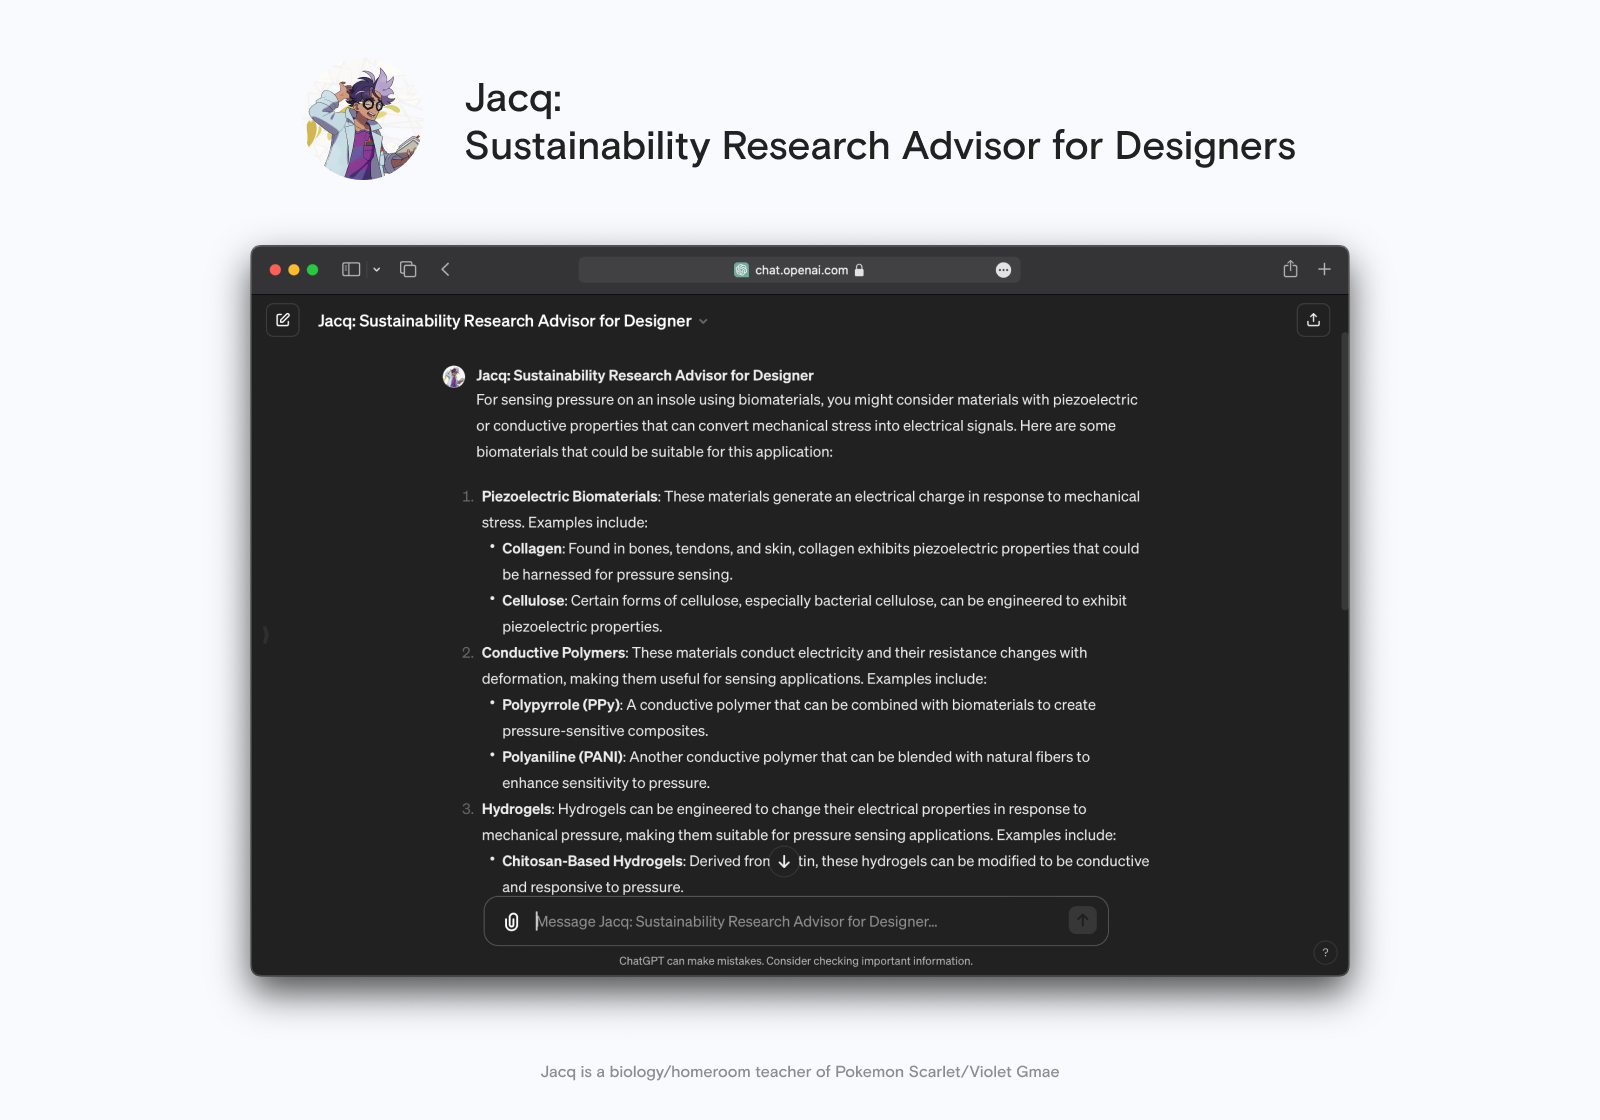 Jacq:
Sustainability Research Advisor for Designers
chat.openai.com
Jacq: Sustainability Research Advisor for Designer
Jacq: Sustainability Research Advisor for Designer
For sensing pressure on an insole using biomaterials, you might consider materials with piezoelectric
or conductive properties that can convert mechanical stress into electrical signals. Here are some
biomaterials that could be suitable for this application:
1. Piezoelectric Biomaterials: These materials generate an electrical charge in response to mechanical
stress. Examples include:
• Collagen: Found in bones, tendons, and skin, collagen exhibits piezoelectric properties that could
be harnessed for pressure sensing.
• Cellulose: Certain forms of cellulose, especially bacterial cellulose, can be engineered to exhibit
piezoelectric properties.
2. Conductive Polymers: These materials conduct electricity and their resistance changes with
deformation, making them useful for sensing applications. Examples include:
• Polypyrrole (PPy): A conductive polymer that can be combined with biomaterials to create
pressure-sensitive composites.
• Polyaniline (PANI): Another conductive polymer that can be blended with natural fibers to
enhance sensitivity to pressure.
3. Hydrogels: Hydrogels can be engineered to change their electrical properties in response to
mechanical pressure, making them suitable for pressure sensing applications. Examples include:
• Chitosan-Based Hydrogels: Derived from tin, these hydrogels can be modified to be conductive
and responsive to pressure.
Message Jacq: Sustainability Research Advisor for Designer...
ChatGPT can make mistakes. Consider checking important information.
?
Jacq is a biology/homeroom teacher of Pokemon Scarlet/Violet Gmae